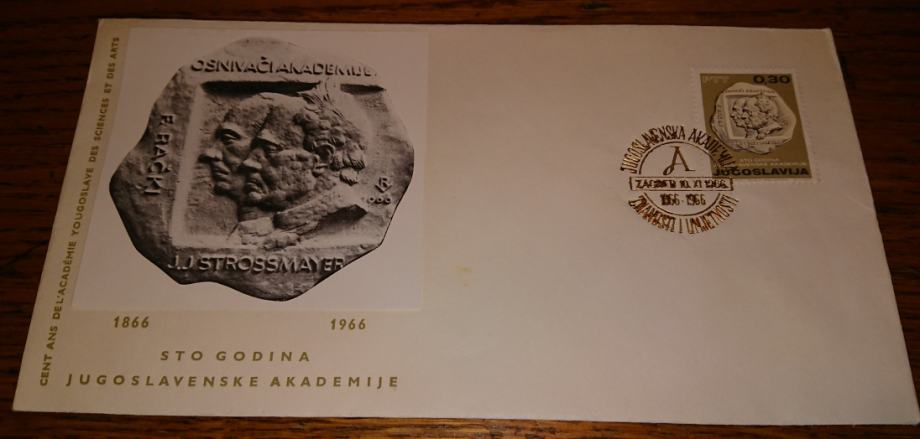 CENT ANS DE L'ACADÉMIE YOUGOSLAVE DES SCIENCES ET DES ARTS
OSNIVAČI AKADEMIJE
F. RAČKI
J.J. STROSSMAYER
1866 1966
STO GODINA
JUGOSLAVENSKE AKADEMIJE
PTT 0,30
STO GODINA
JUGOSLAVENSKE AKADEMIJE
JUGOSLAVIJA
JUGOSLAVENSKA AKADEMIJA
A
ZAGREB 10. XI 1966.
1866-1966
ZNANOSTI I UMJETNOSTI